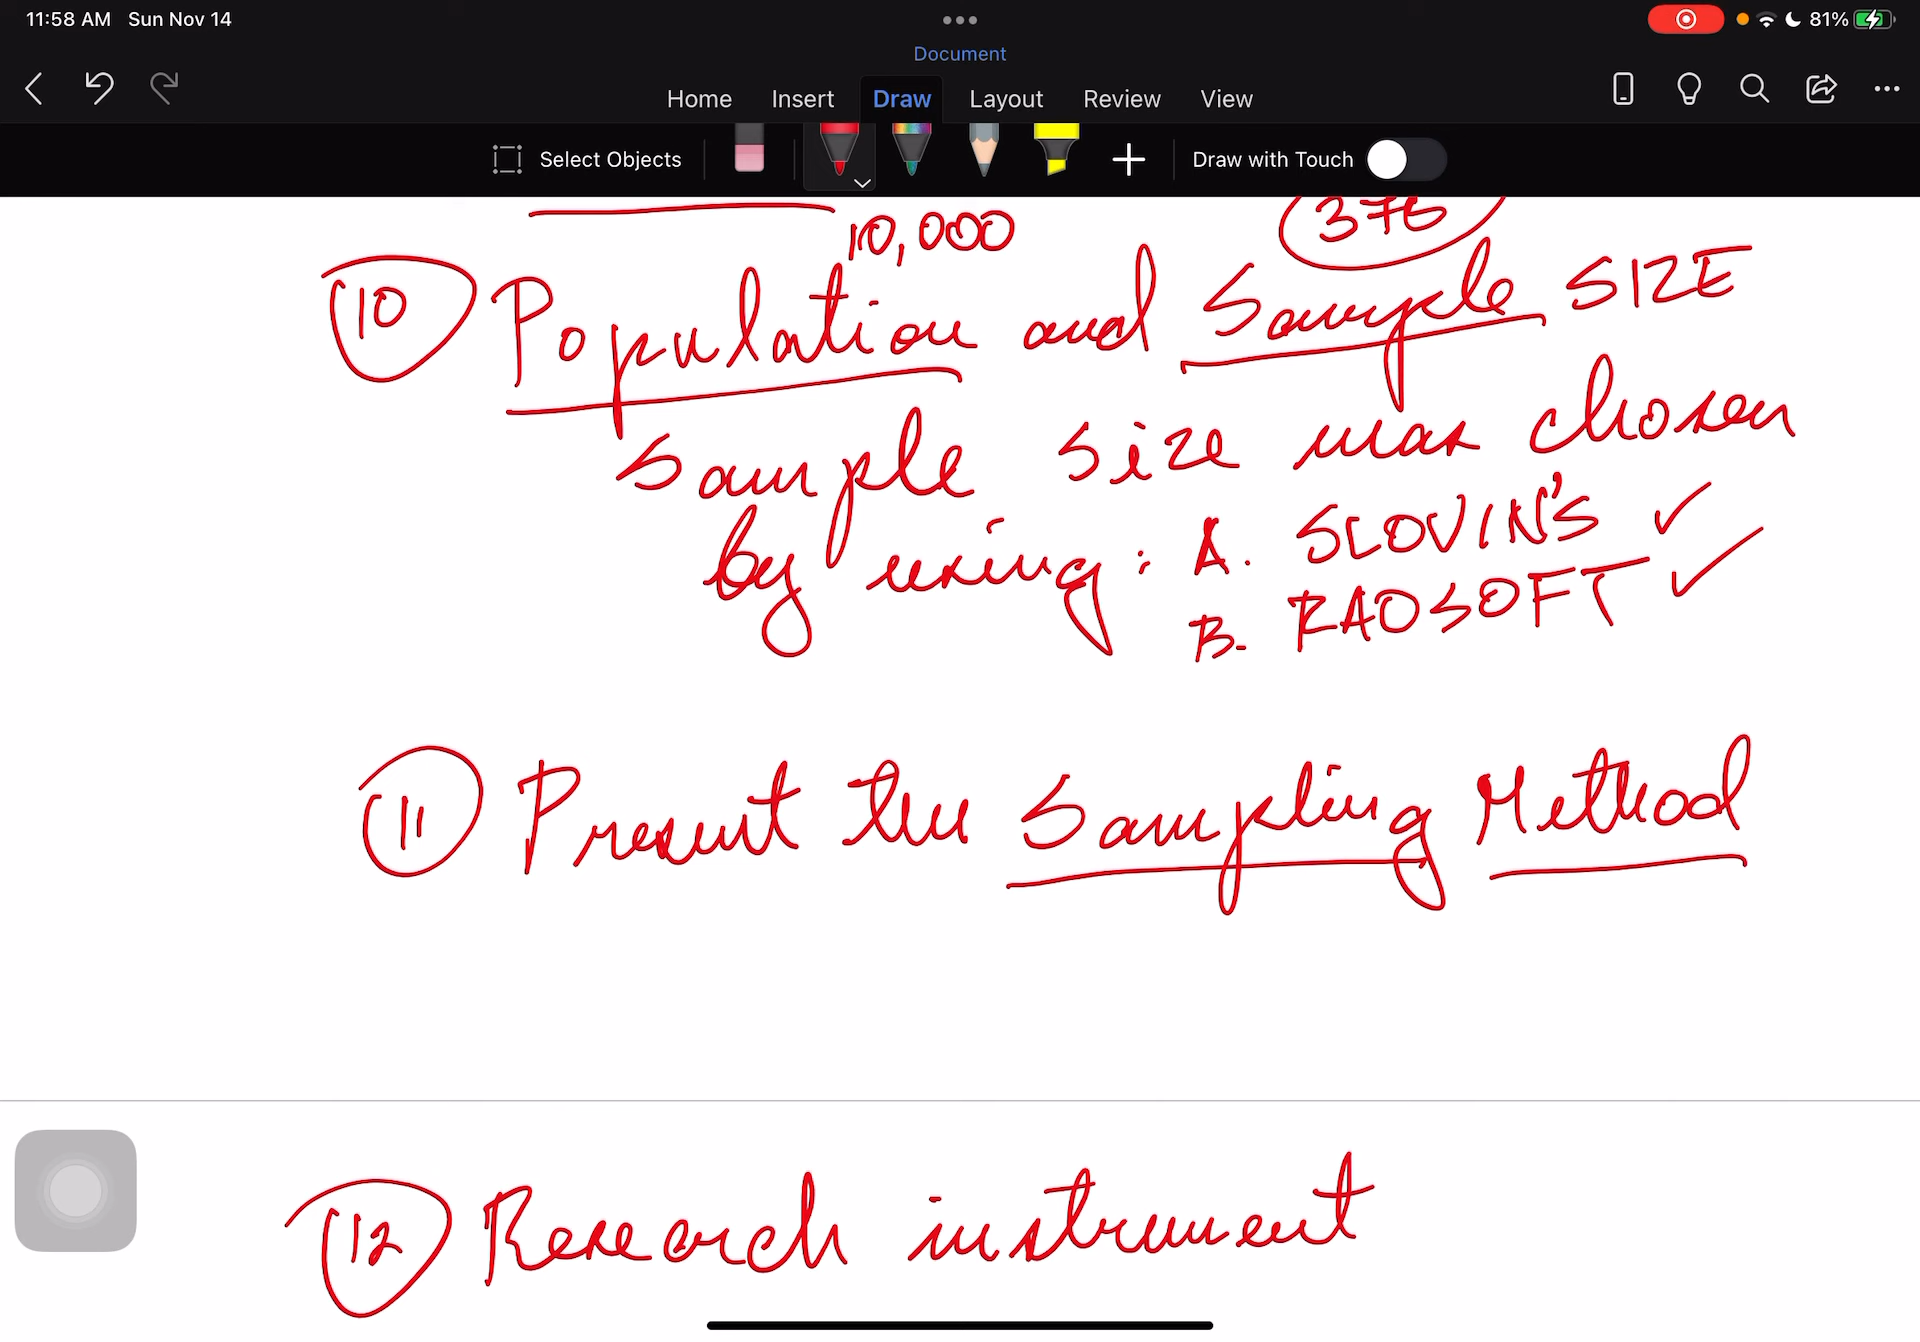 11:58 AM Sun Nov 14
81%
Document
Home Insert Draw Layout Review View
Select Objects
Draw with Touch
10,000 376
10 Population and Sample SIZE
Sample size was chosen
by using: A. SLOVIN'S
B. RAOSOFT
11 Present the Sampling Method
12 Research instrument